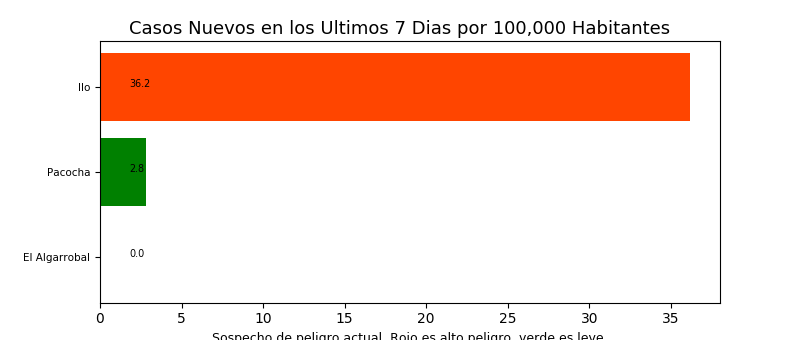 Casos Nuevos en los Ultimos 7 Dias por 100,000 Habitantes
Ilo
36.2
Pacocha
2.8
El Algarrobal
0.0
0 5 10 15 20 25 30 35
Sospecho de peligro actual. Rojo es alto peligro, verde es leve